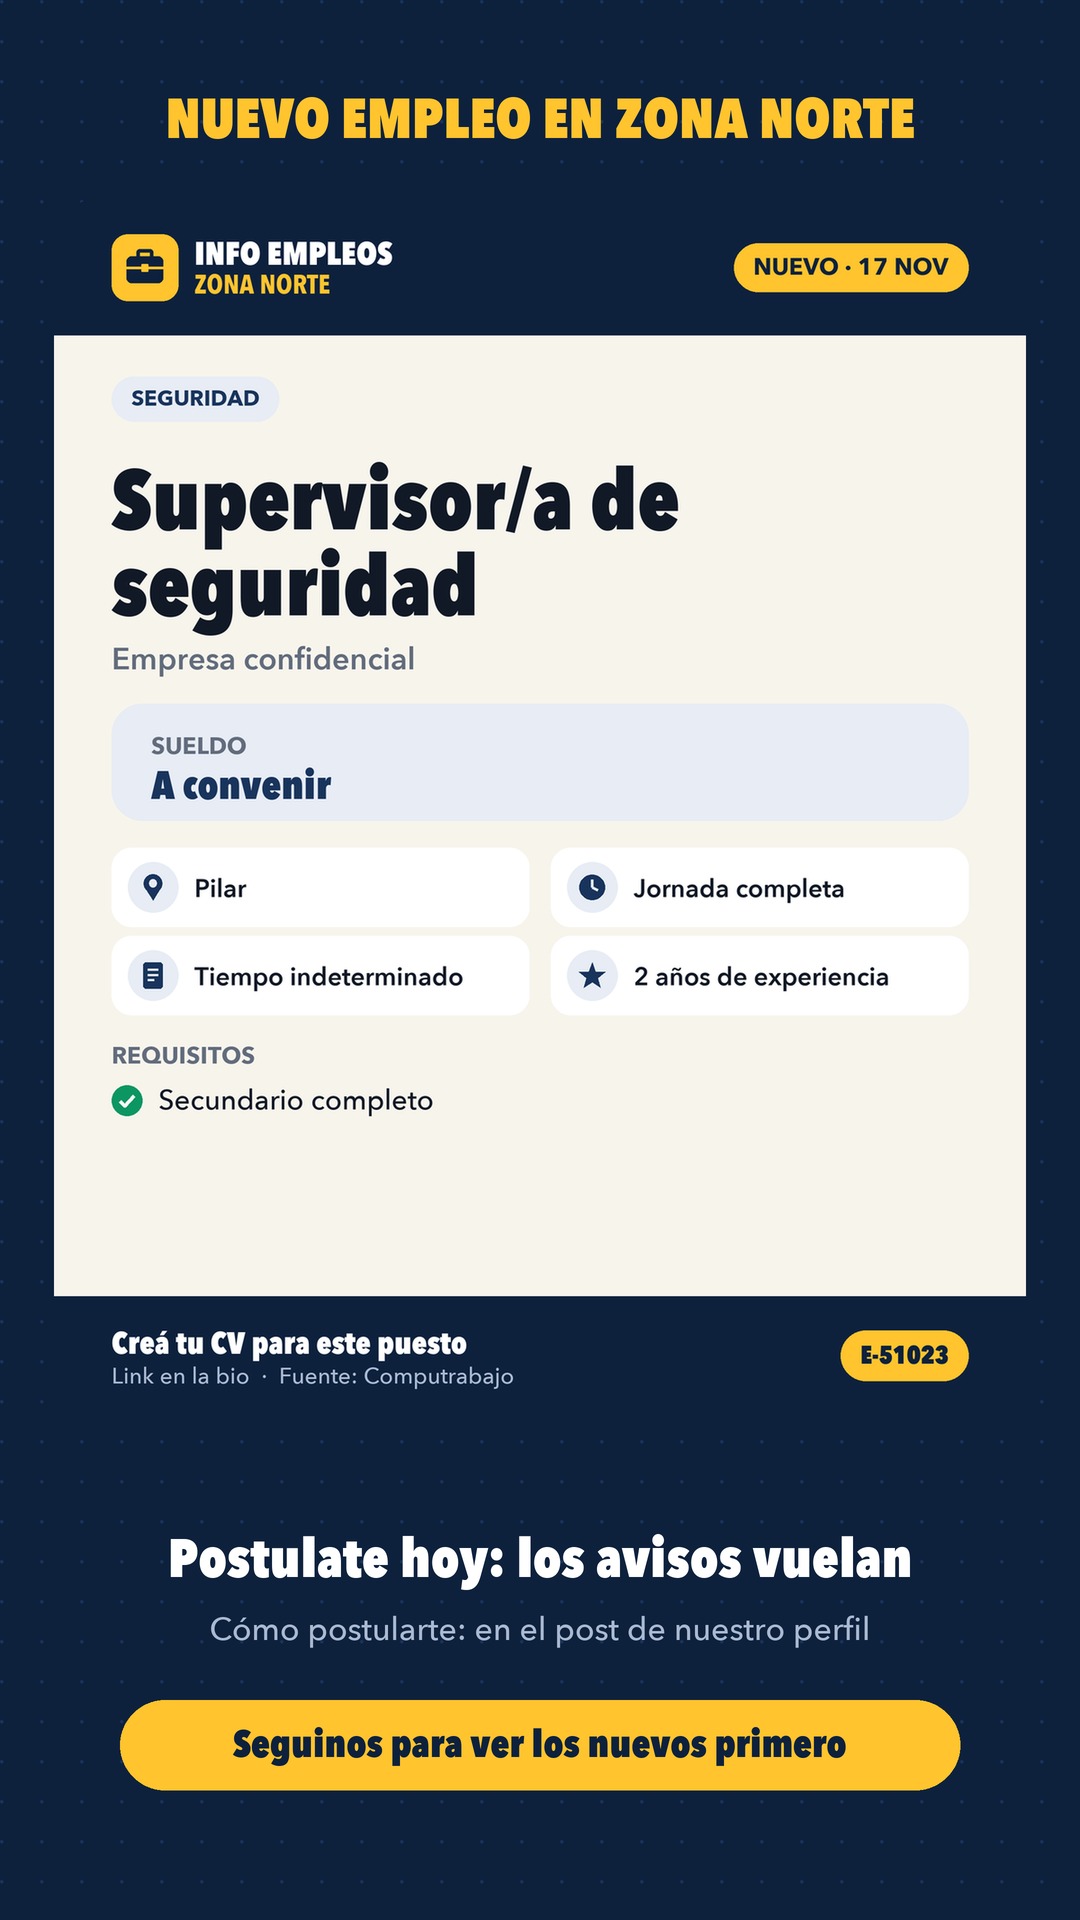 NUEVO EMPLEO EN ZONA NORTE
INFO EMPLEOS
ZONA NORTE
NUEVO · 17 NOV
SEGURIDAD
Supervisor/a de
seguridad
Empresa confidencial
SUELDO
A convenir
Pilar
Jornada completa
Tiempo indeterminado
2 años de experiencia
REQUISITOS
Secundario completo
Creá tu CV para este puesto
Link en la bio · Fuente: Computrabajo
E-51023
Postulate hoy: los avisos vuelan
Cómo postularte: en el post de nuestro perfil
Seguinos para ver los nuevos primero